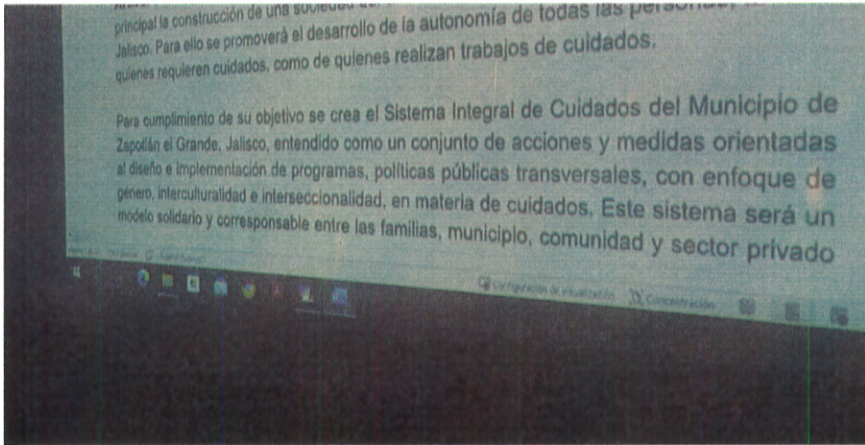 principal la construcción de una sociedad
Jalisco. Para ello se promoverá el desarrollo de la autonomía de todas las personas,
quienes requieren cuidados, como de quienes realizan trabajos de cuidados.
Para cumplimiento de su objetivo se crea el Sistema Integral de Cuidados del Municipio de
Zapotlán el Grande, Jalisco, entendido como un conjunto de acciones y medidas orientadas
al diseño e implementación de programas, políticas públicas transversales, con enfoque de
género, interculturalidad e interseccionalidad, en materia de cuidados. Este sistema será un
modelo solidario y corresponsable entre las familias, municipio, comunidad y sector privado
Configuración de visualización Concentración